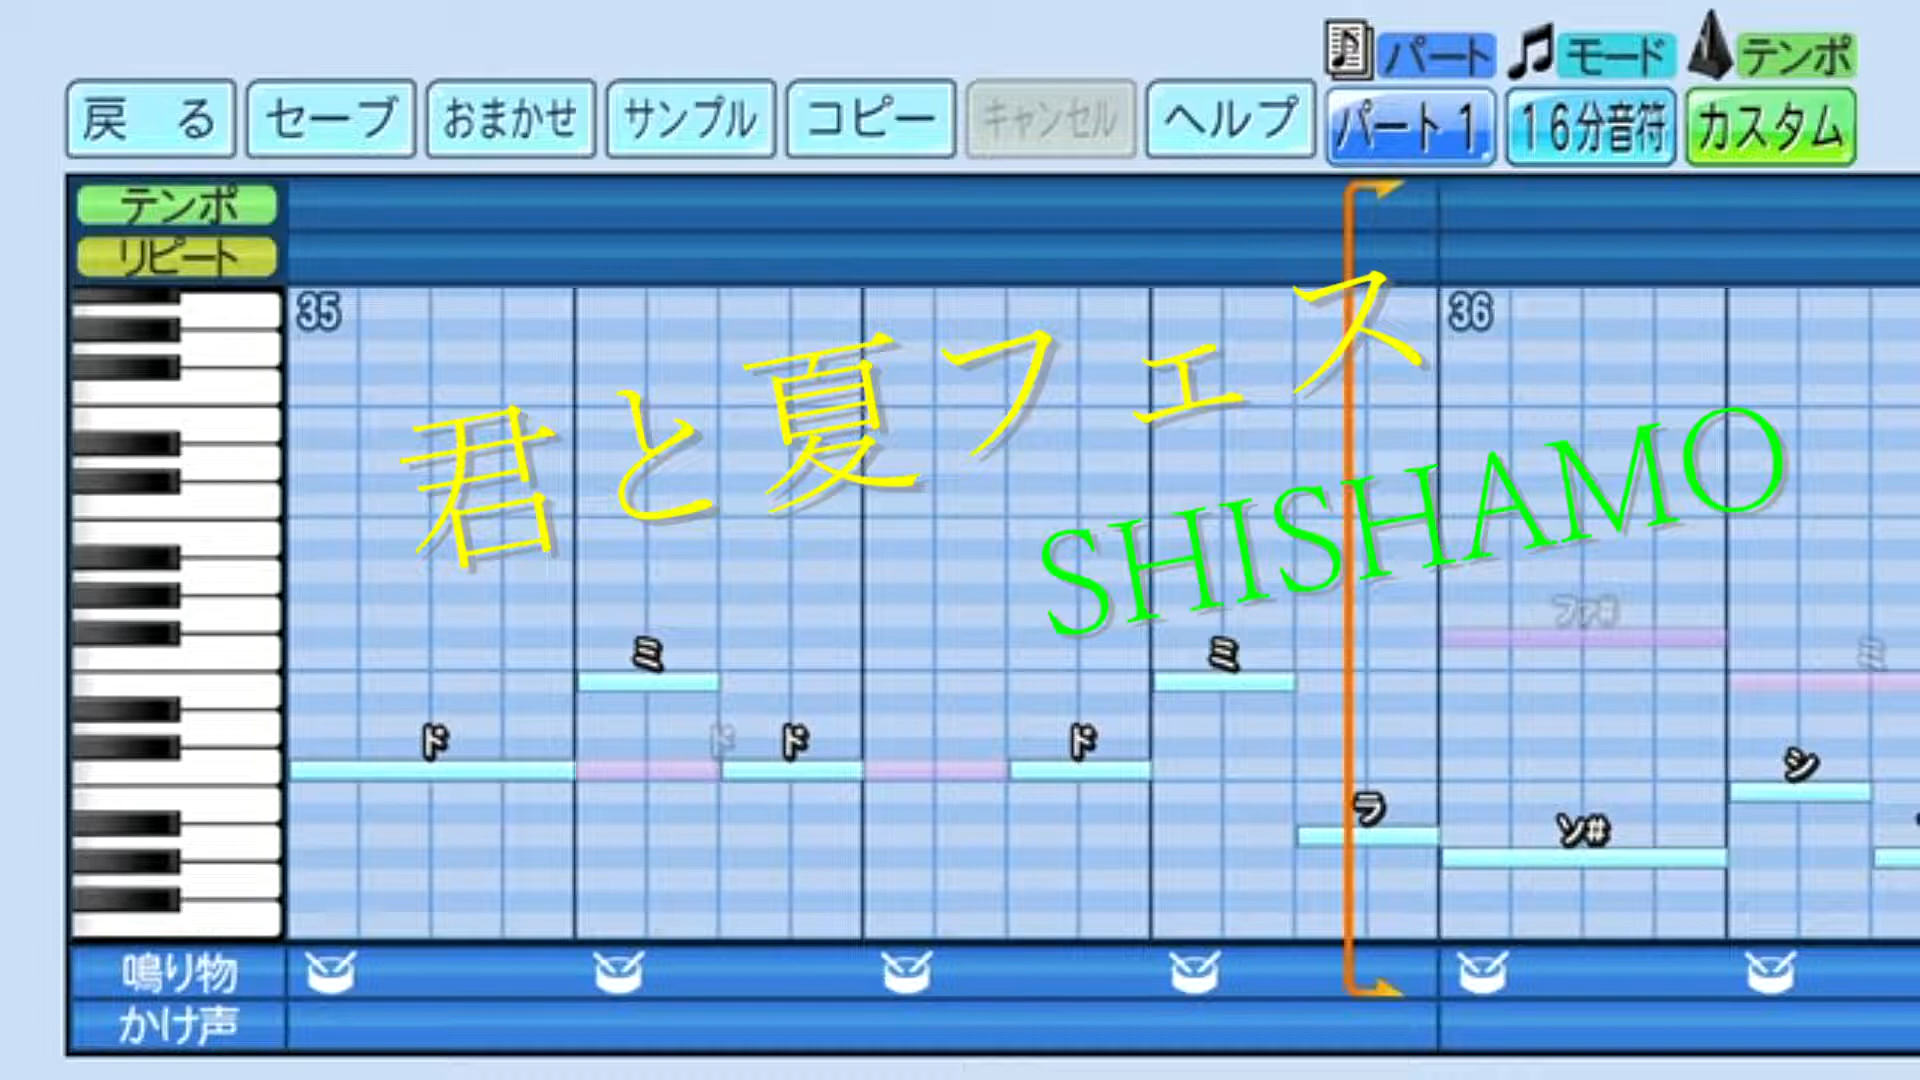 パート モード テンポ
戻 る セーブ おまかせ サンプル コピー キャンセル ヘルプ パート1 16分音符 カスタム
テンポ
リピート
35 36
君と夏フェス
SHISHAMO
ファ#
ミ ミ ミ
ド ド ド ド
シ
ラ
ソ#
鳴り物
かけ声